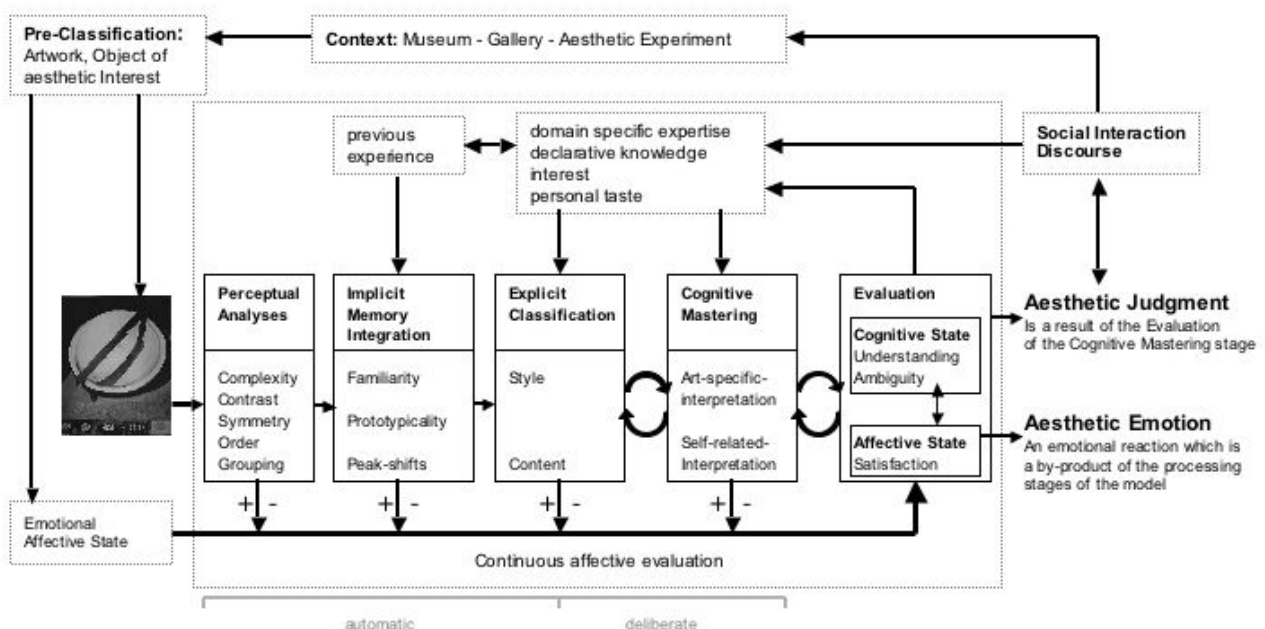 Pre-Classification:
Artwork, Object of
aesthetic Interest
Context: Museum - Gallery - Aesthetic Experiment
previous
experience
domain specific expertise
declarative knowledge
interest
personal taste
Social Interaction
Discourse
Perceptual
Analyses
Complexity
Contrast
Symmetry
Order
Grouping
Implicit
Memory
Integration
Familiarity
Prototypicality
Peak-shifts
Explicit
Classification
Style
Content
Cognitive
Mastering
Art-specific-
interpretation
Self-related-
Interpretation
Evaluation
Cognitive State
Understanding
Ambiguity
Affective State
Satisfaction
Aesthetic Judgment
Is a result of the Evaluation
of the Cognitive Mastering stage
Aesthetic Emotion
An emotional reaction which is
a by-product of the processing
stages of the model
+ -
+ -
+ -
+ -
Emotional
Affective State
Continuous affective evaluation
automatic
deliberate